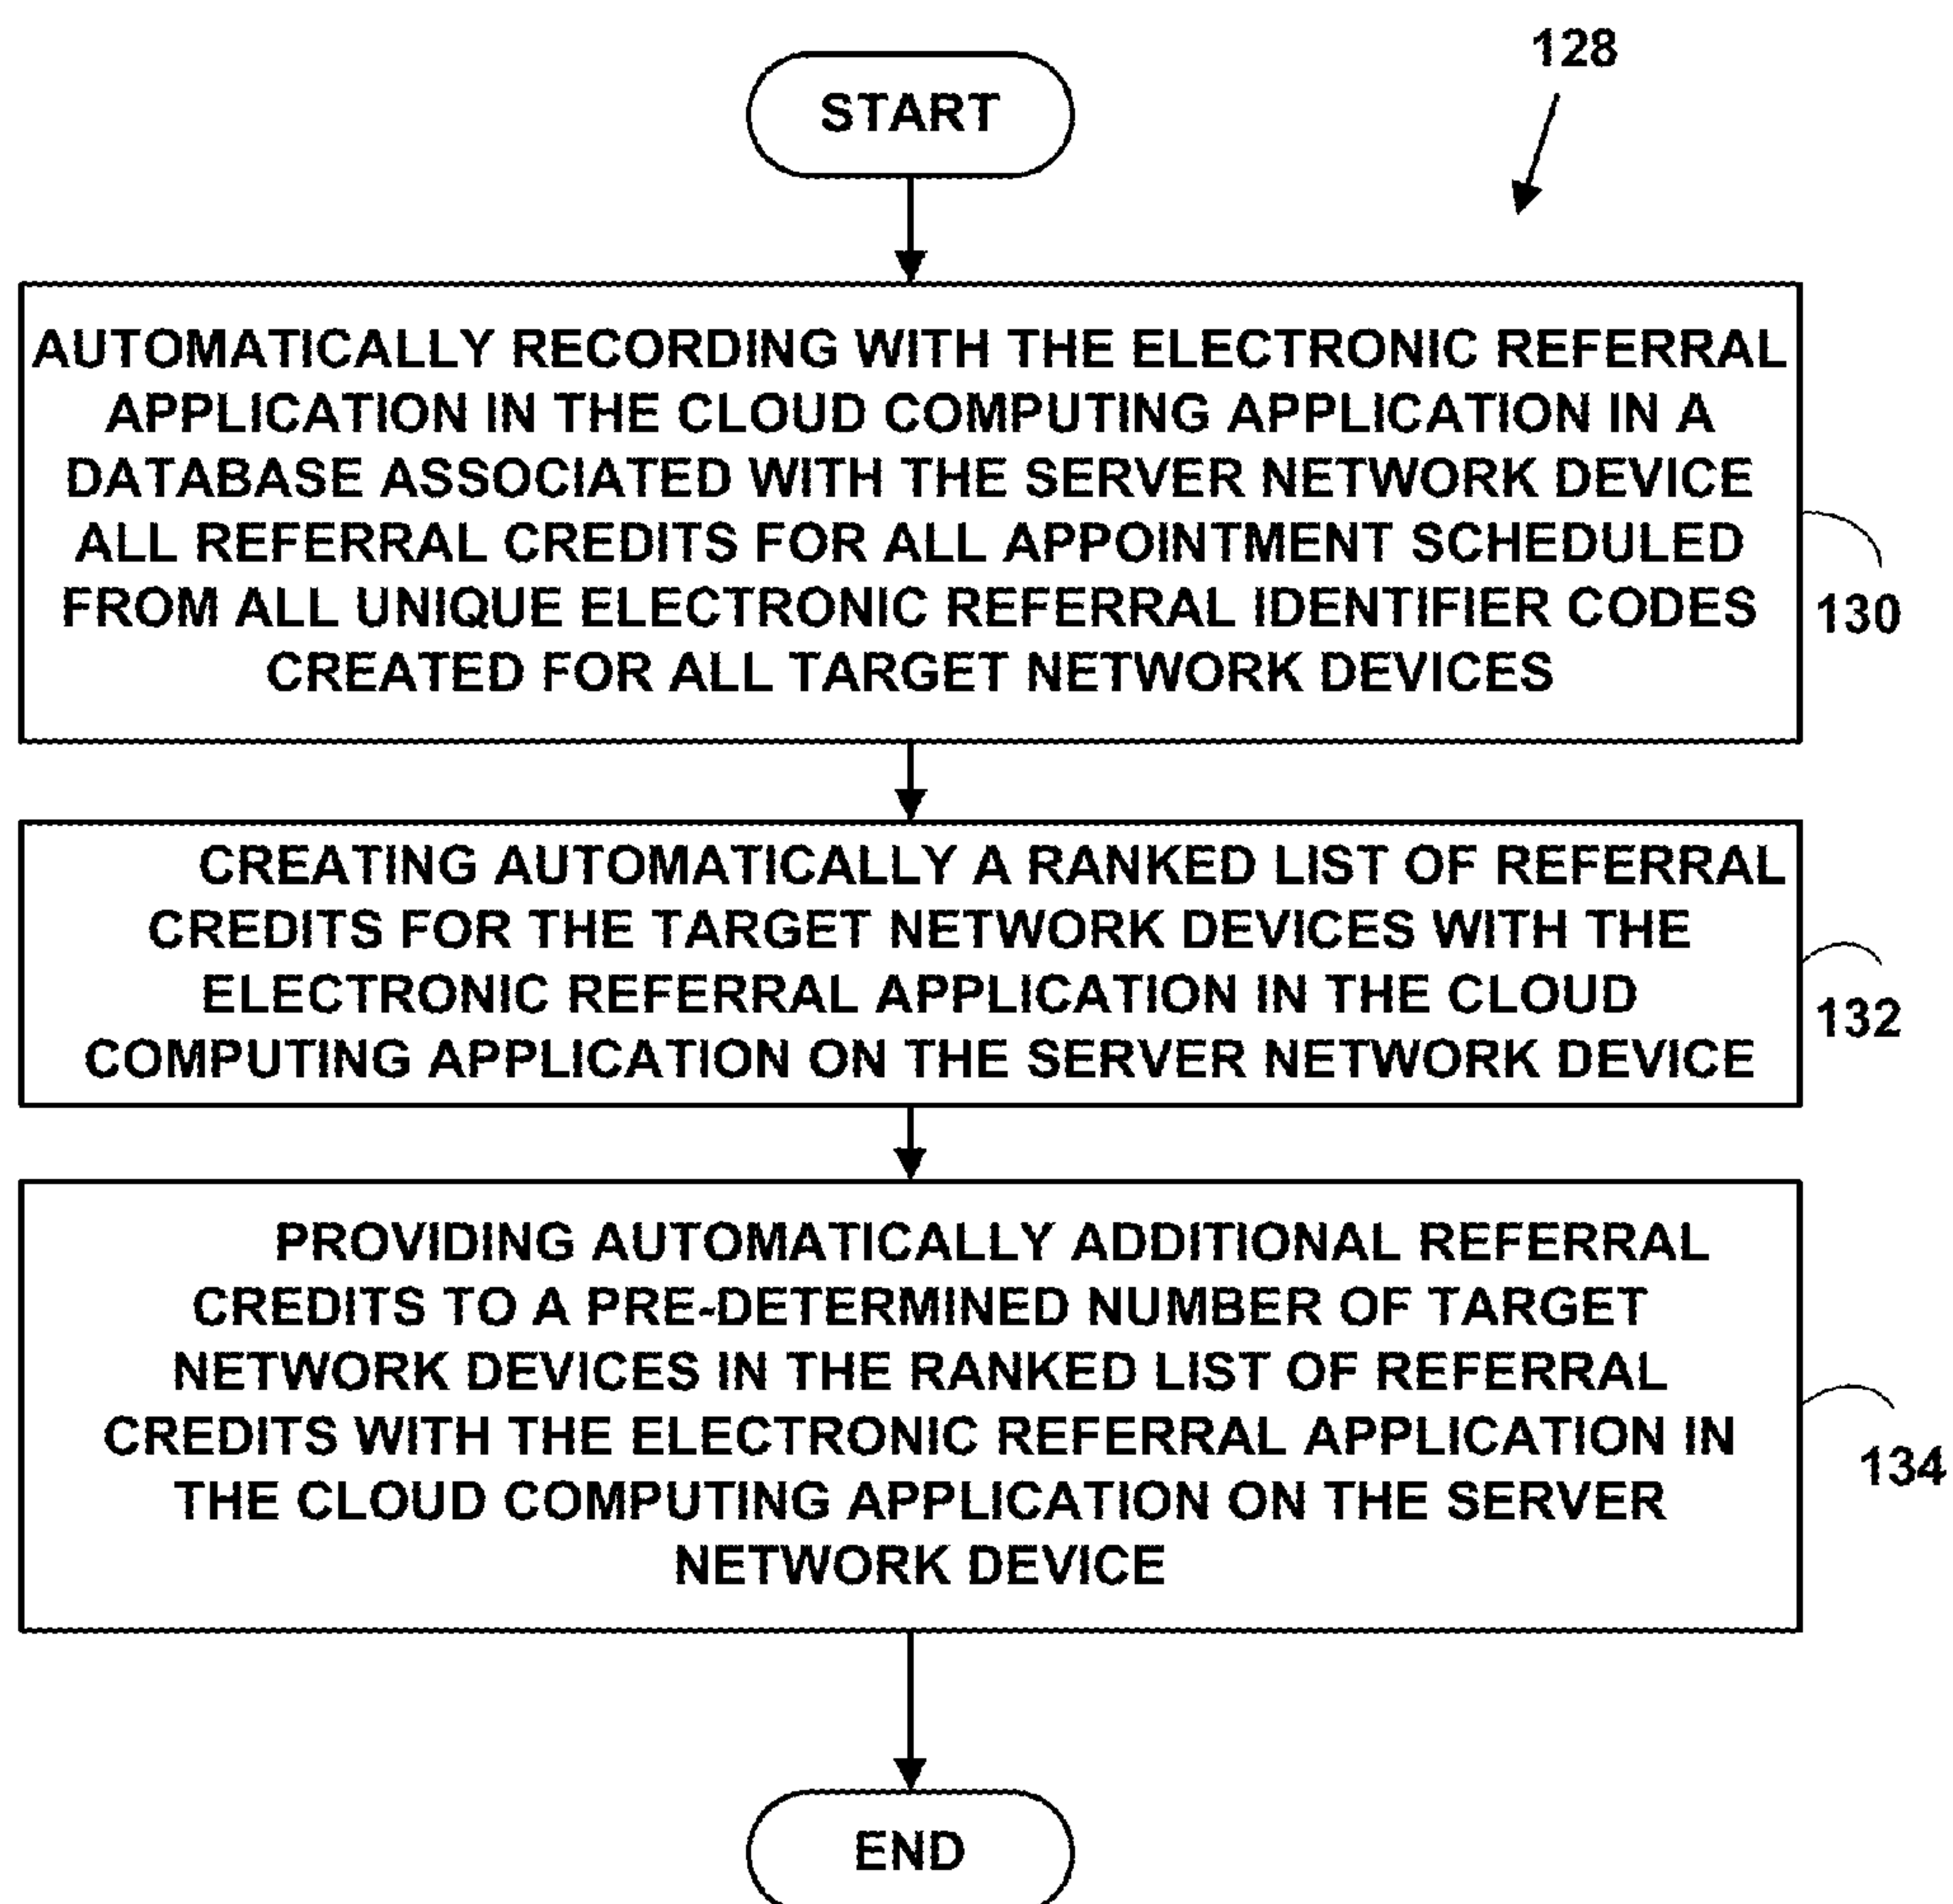 128
START
AUTOMATICALLY RECORDING WITH THE ELECTRONIC REFERRAL
APPLICATION IN THE CLOUD COMPUTING APPLICATION IN A
DATABASE ASSOCIATED WITH THE SERVER NETWORK DEVICE
ALL REFERRAL CREDITS FOR ALL APPOINTMENT SCHEDULED
FROM ALL UNIQUE ELECTRONIC REFERRAL IDENTIFIER CODES
CREATED FOR ALL TARGET NETWORK DEVICES
130
CREATING AUTOMATICALLY A RANKED LIST OF REFERRAL
CREDITS FOR THE TARGET NETWORK DEVICES WITH THE
ELECTRONIC REFERRAL APPLICATION IN THE CLOUD
COMPUTING APPLICATION ON THE SERVER NETWORK DEVICE
132
PROVIDING AUTOMATICALLY ADDITIONAL REFERRAL
CREDITS TO A PRE-DETERMINED NUMBER OF TARGET
NETWORK DEVICES IN THE RANKED LIST OF REFERRAL
CREDITS WITH THE ELECTRONIC REFERRAL APPLICATION IN
THE CLOUD COMPUTING APPLICATION ON THE SERVER
NETWORK DEVICE
134
END